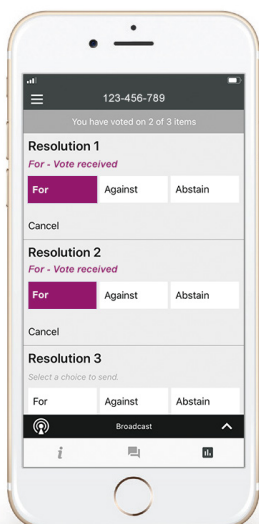 123-456-789
You have voted on 2 of 3 items
Resolution 1
For - Vote received
For Against Abstain
Cancel
Resolution 2
For - Vote received
For Against Abstain
Cancel
Resolution 3
Select a choice to send.
For Against Abstain
Broadcast
i